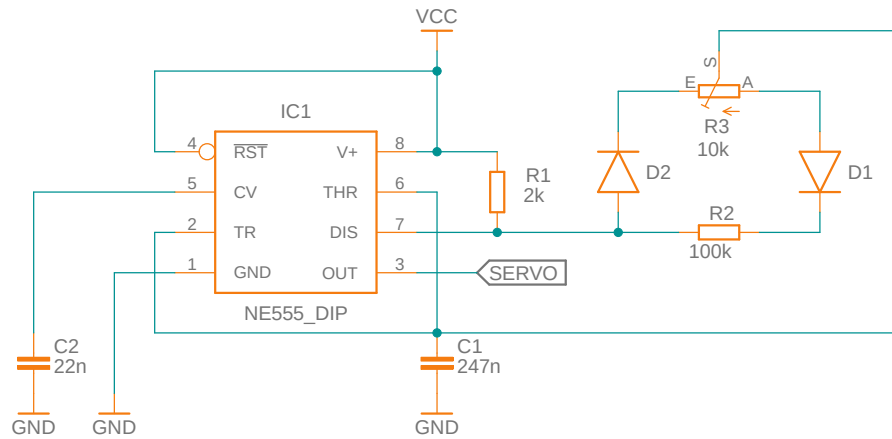 VCC
IC1
4 RST V+ 8
5 CV THR 6
2 TR DIS 7
1 GND OUT 3
NE555_DIP
R1
2k
SERVO
S
E A
R3
10k
D2
D1
R2
100k
C2
22n
C1
247n
GND
GND
GND